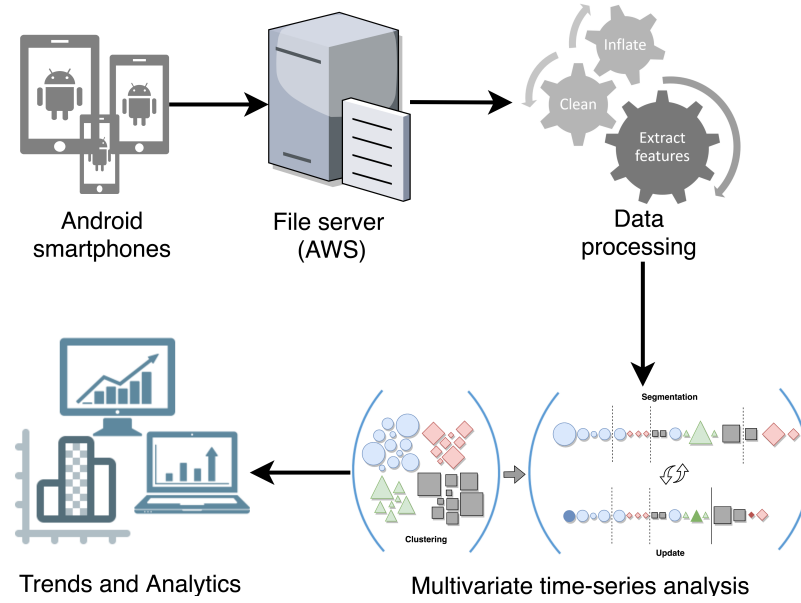 Inflate
Clean
Extract
features
Android
smartphones
File server
(AWS)
Data
processing
Segmentation
Clustering
Update
Trends and Analytics
Multivariate time-series analysis